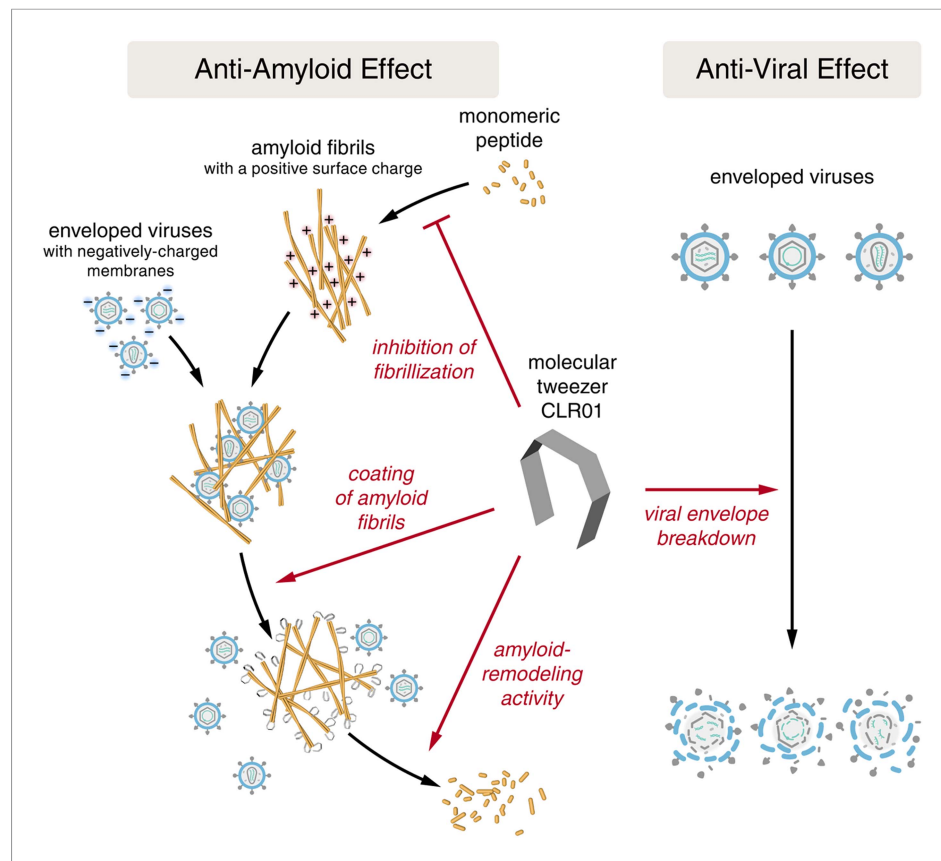 Anti-Amyloid Effect
Anti-Viral Effect
monomeric
peptide
amyloid fibrils
with a positive surface charge
enveloped viruses
enveloped viruses
with negatively-charged
membranes
inhibition of
fibrillization
molecular
tweezer
CLR01
coating
of amyloid
fibrils
viral envelope
breakdown
amyloid-
remodeling
activity